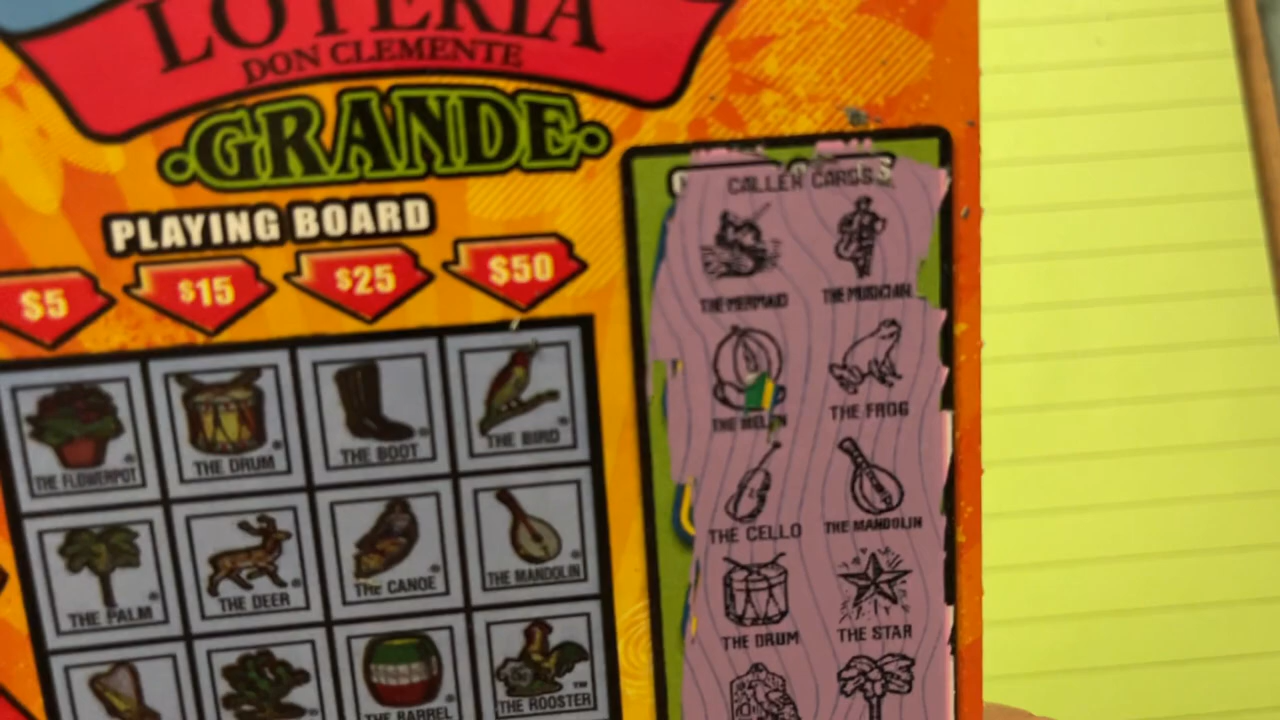 LOTERIA
DON CLEMENTE
GRANDE
PLAYING BOARD
$5 $15 $25 $50
THE FLOWERPOT THE DRUM THE BOOT THE BIRD
THE PALM THE DEER THE CANOE THE MANDOLIN
THE BARREL THE ROOSTER
CALLER CARDS
THE MERMAID THE MUSICIAN
THE MELON THE FROG
THE CELLO THE MANDOLIN
THE DRUM THE STAR